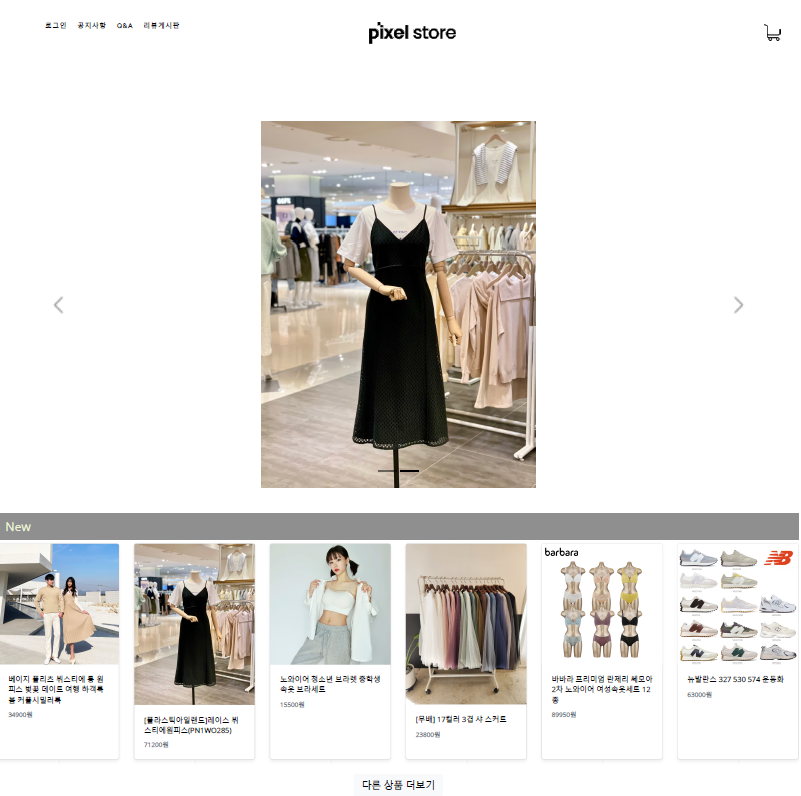 로그인 공지사항 Q&A 리뷰게시판
pixel store
New
barbara
베이지 플리츠 뷔스티에 롱 원
피스 벚꽃 데이트 여행 하객룩
봄 커플시밀러룩
34900원
[플라스틱아일랜드]레이스 뷔
스티에원피스(PN1WO285)
71200원
노와이어 청소년 브라렛 중학생
속옷 브라세트
15500원
[무배] 17컬러 3겹 샤 스커트
23800원
바바라 프리미엄 란제리 쎄모아
2차 노와이어 여성속옷세트 12
종
89950원
뉴발란스 327 530 574 운동화
63000원
다른 상품 더보기